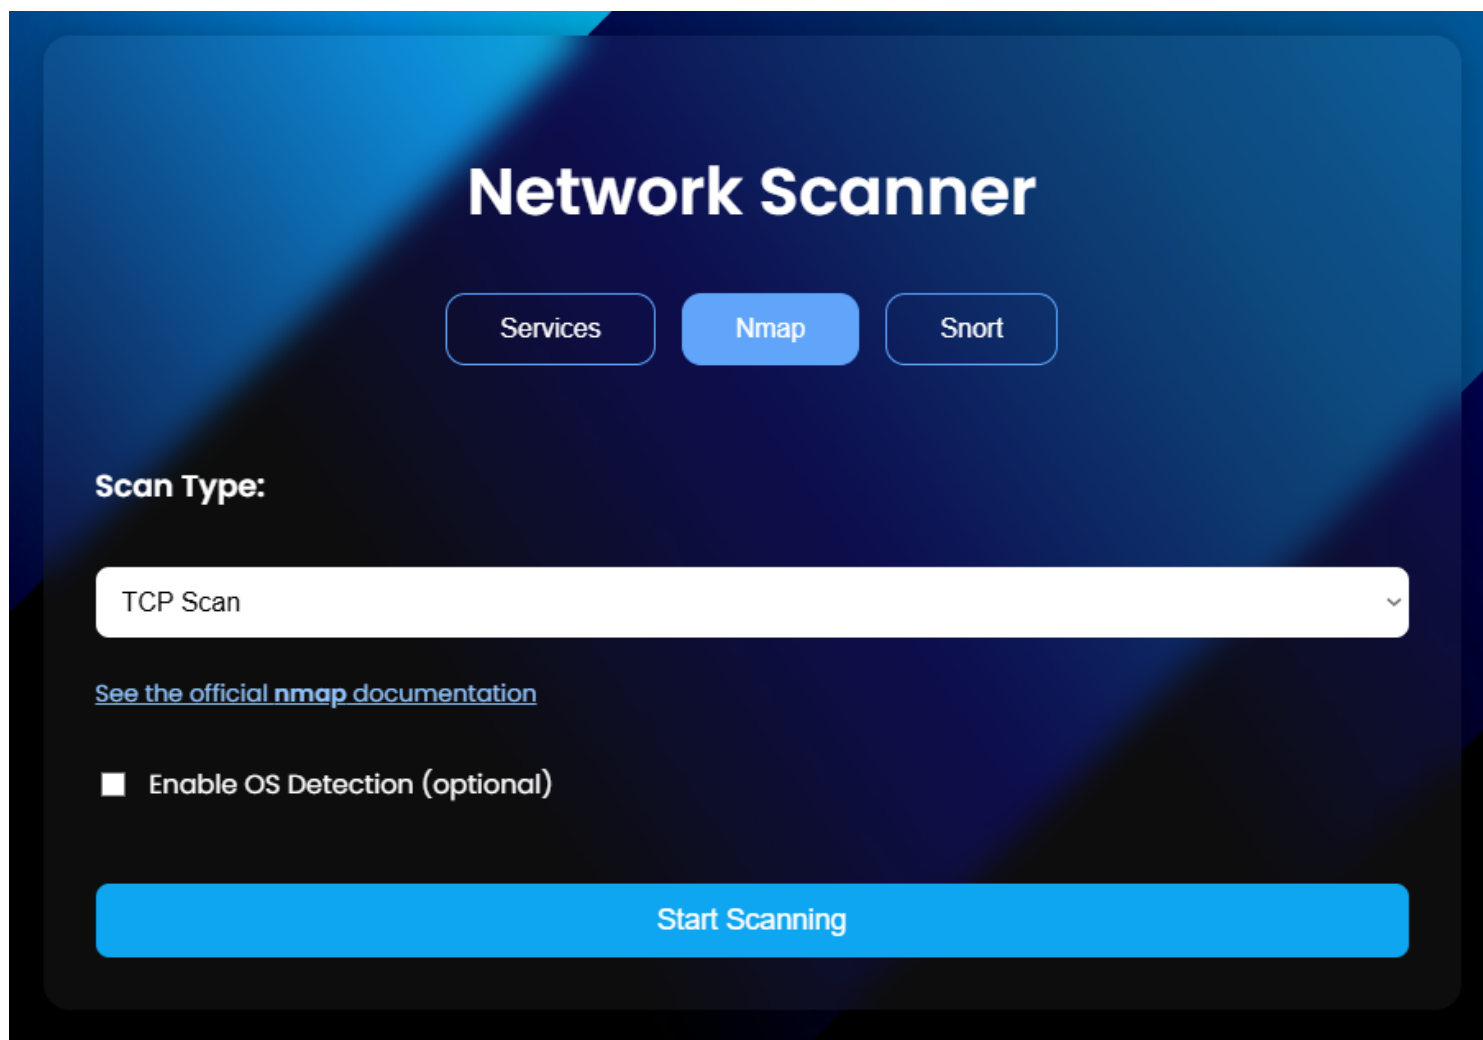 Network Scanner
Services Nmap Snort
Scan Type:
TCP Scan
See the official nmap documentation
Enable OS Detection (optional)
Start Scanning